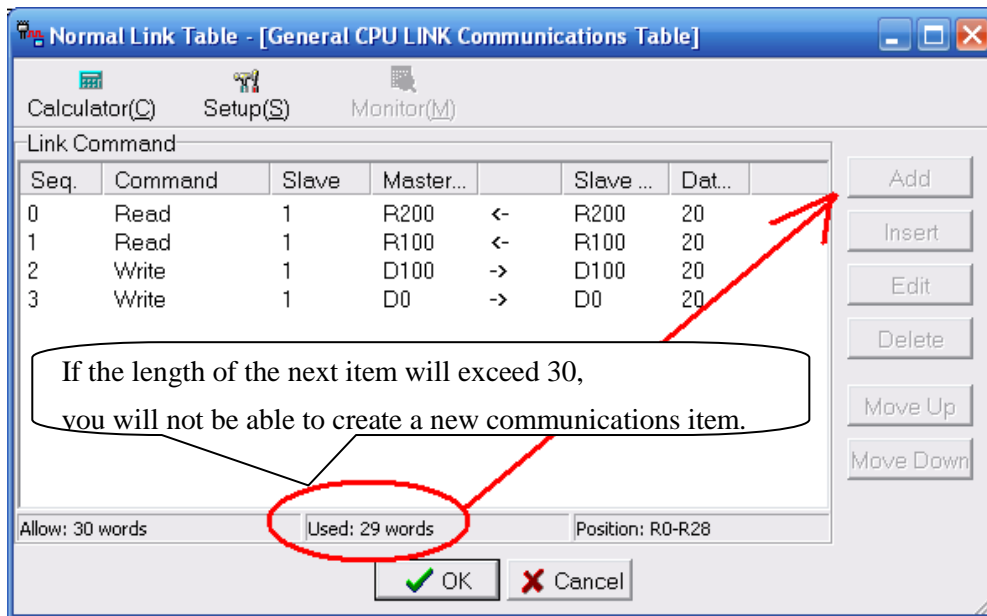 Normal Link Table - [General CPU LINK Communications Table]
Calculator(C) Setup(S) Monitor(M)
Link Command
Seq. Command Slave Master... Slave ... Dat...
0 Read 1 R200 <- R200 20
1 Read 1 R100 <- R100 20
2 Write 1 D100 -> D100 20
3 Write 1 D0 -> D0 20
If the length of the next item will exceed 30,
you will not be able to create a new communications item.
Allow: 30 words Used: 29 words Position: R0-R28
Add
Insert
Edit
Delete
Move Up
Move Down
OK Cancel